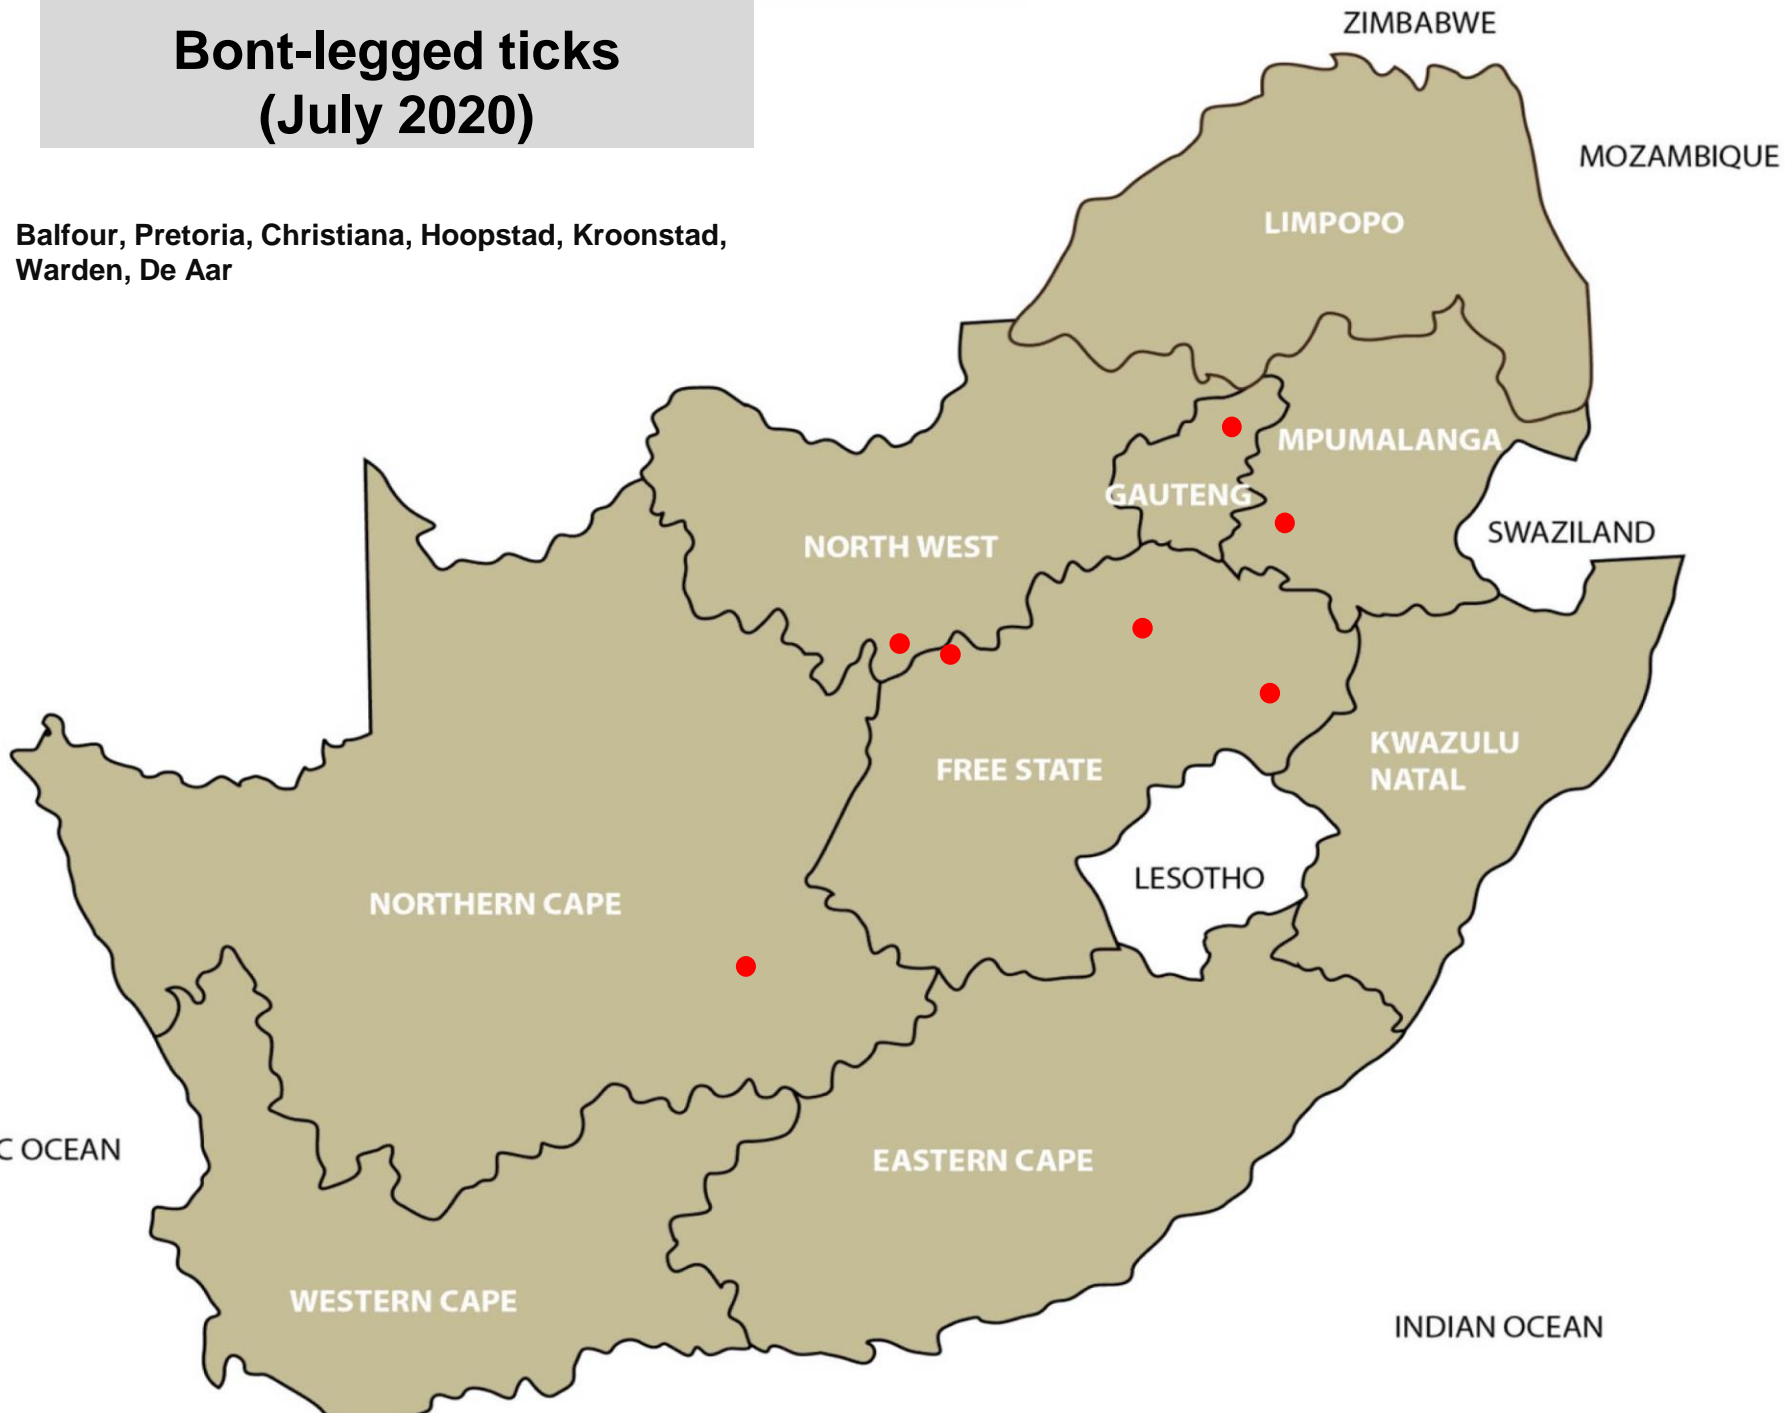 Bont-legged ticks
(July 2020)
Balfour, Pretoria, Christiana, Hoopstad, Kroonstad,
Warden, De Aar
ZIMBABWE
MOZAMBIQUE
LIMPOPO
MPUMALANGA
GAUTENG
SWAZILAND
NORTH WEST
KWAZULU
NATAL
FREE STATE
LESOTHO
NORTHERN CAPE
C OCEAN
EASTERN CAPE
WESTERN CAPE
INDIAN OCEAN